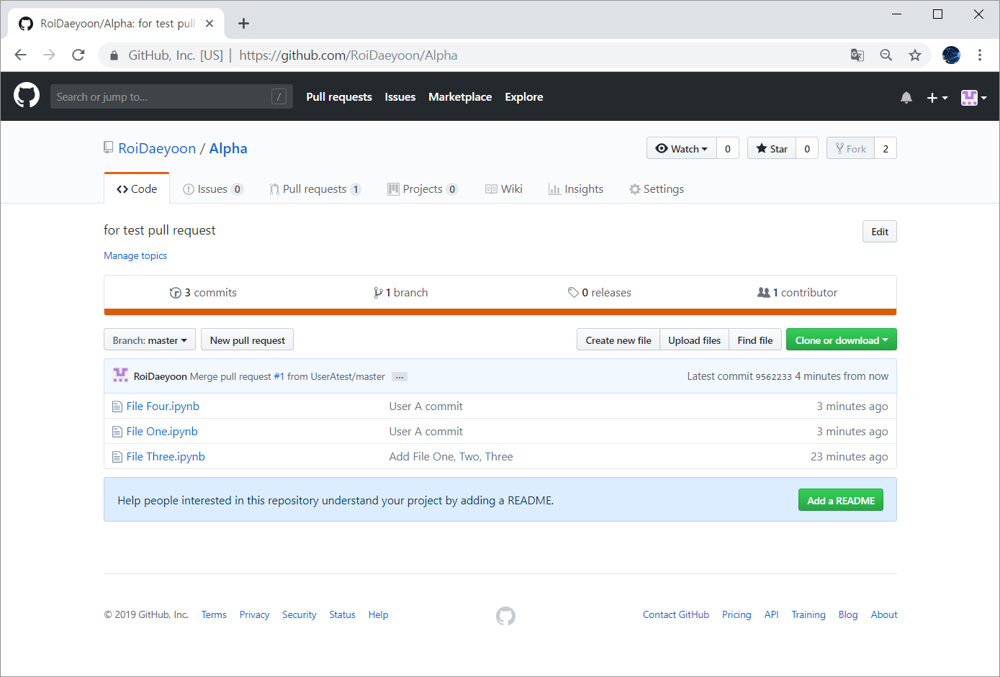 RoiDaeyoon/Alpha: for test pull
GitHub, Inc. [US] | https://github.com/RoiDaeyoon/Alpha
Search or jump to... / Pull requests Issues Marketplace Explore
RoiDaeyoon / Alpha Watch 0 Star 0 Fork 2
Code Issues 0 Pull requests 1 Projects 0 Wiki Insights Settings
for test pull request Edit
Manage topics
3 commits 1 branch 0 releases 1 contributor
Branch: master New pull request Create new file Upload files Find file Clone or download
RoiDaeyoon Merge pull request #1 from UserAtest/master ... Latest commit 9562233 4 minutes from now
File Four.ipynb User A commit 3 minutes ago
File One.ipynb User A commit 3 minutes ago
File Three.ipynb Add File One, Two, Three 23 minutes ago
Help people interested in this repository understand your project by adding a README. Add a README
© 2019 GitHub, Inc. Terms Privacy Security Status Help Contact GitHub Pricing API Training Blog About